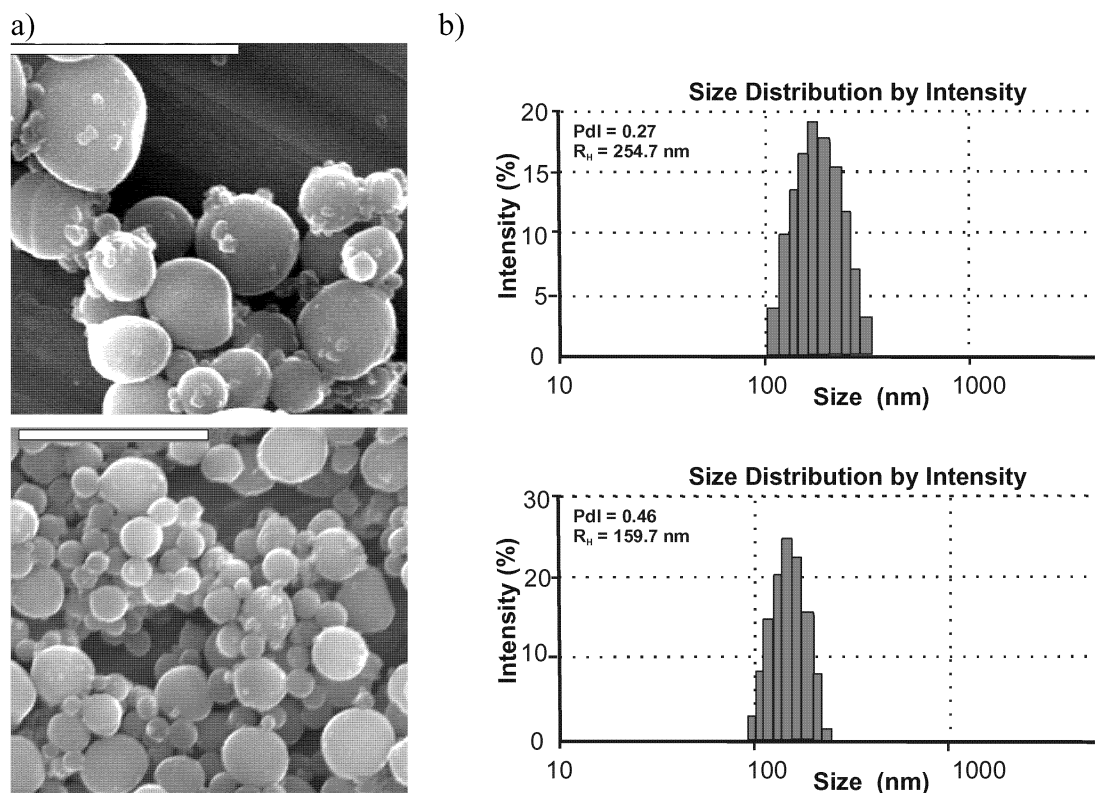 a)
b)
Size Distribution by Intensity
PdI = 0.27
R_H = 254.7 nm
20
15
10
5
0
Intensity (%)
10
100
1000
Size (nm)
Size Distribution by Intensity
PdI = 0.46
R_H = 159.7 nm
30
20
10
0
Intensity (%)
10
100
1000
Size (nm)